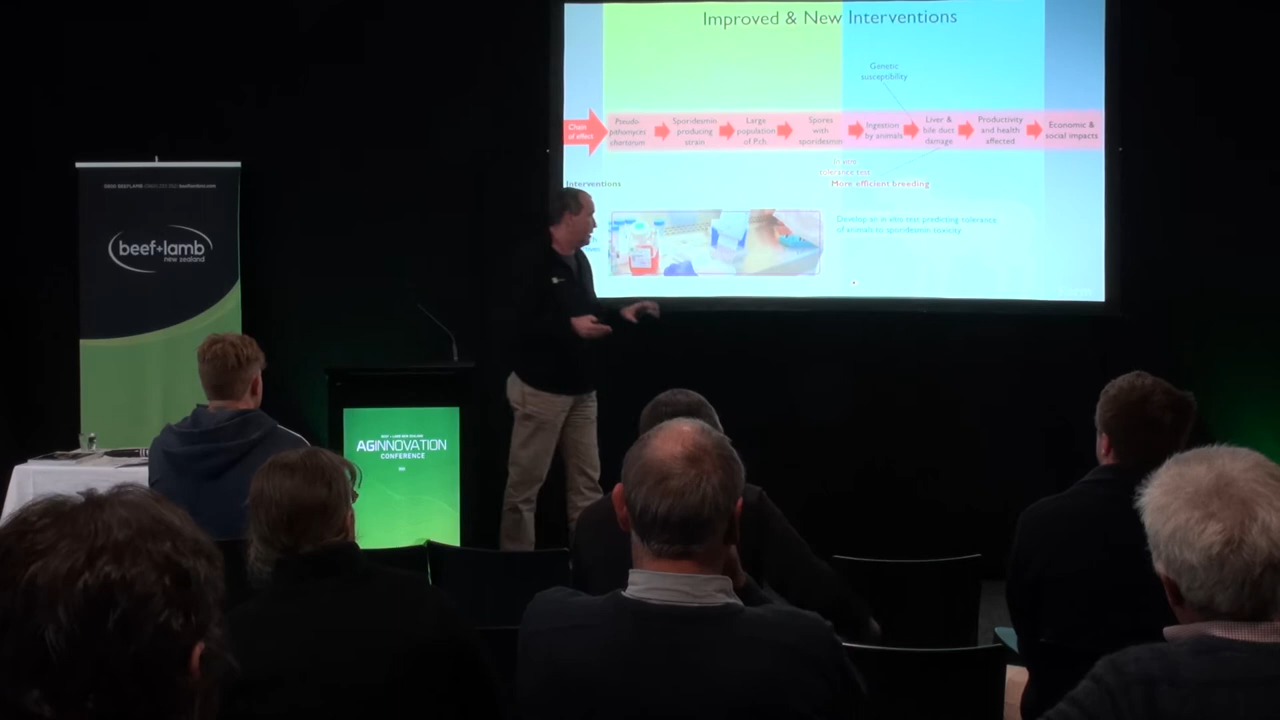 Improved & New Interventions
Genetic
susceptibility
Chain
of effect
Pseudo-
pithomyces
chartarum
Sporidesmin
producing
strain
Large
population
of Pch.
Spores
with
sporidesmin
Ingestion
by animals
Liver &
bile duct
damage
Productivity
and health
affected
Economic &
social impacts
In vitro
tolerance test
Interventions
More efficient breeding
Develop an in vitro test predicting tolerance
of animals to sporidesmin toxicity
beef+lamb
new zealand
AGINNOVATION
CONFERENCE